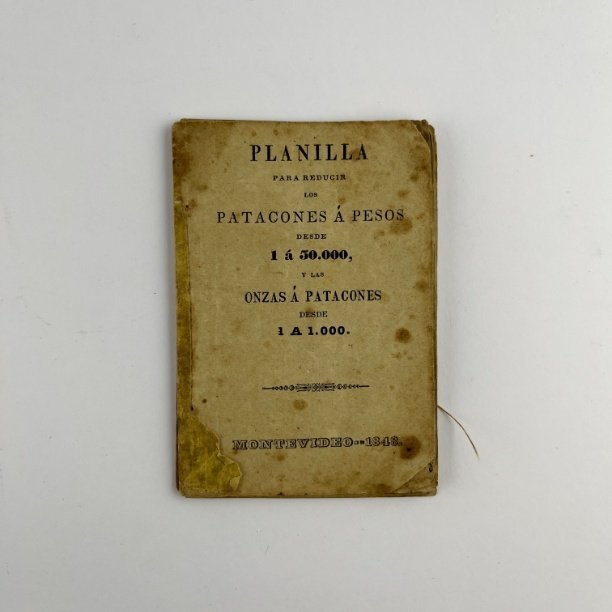 PLANILLA
PARA REDUCIR
LOS
PATACONES Á PESOS
DESDE
1 á 50.000,
Y LAS
ONZAS Á PATACONES
DESDE
1 A 1.000.
MONTEVIDEO--1848.